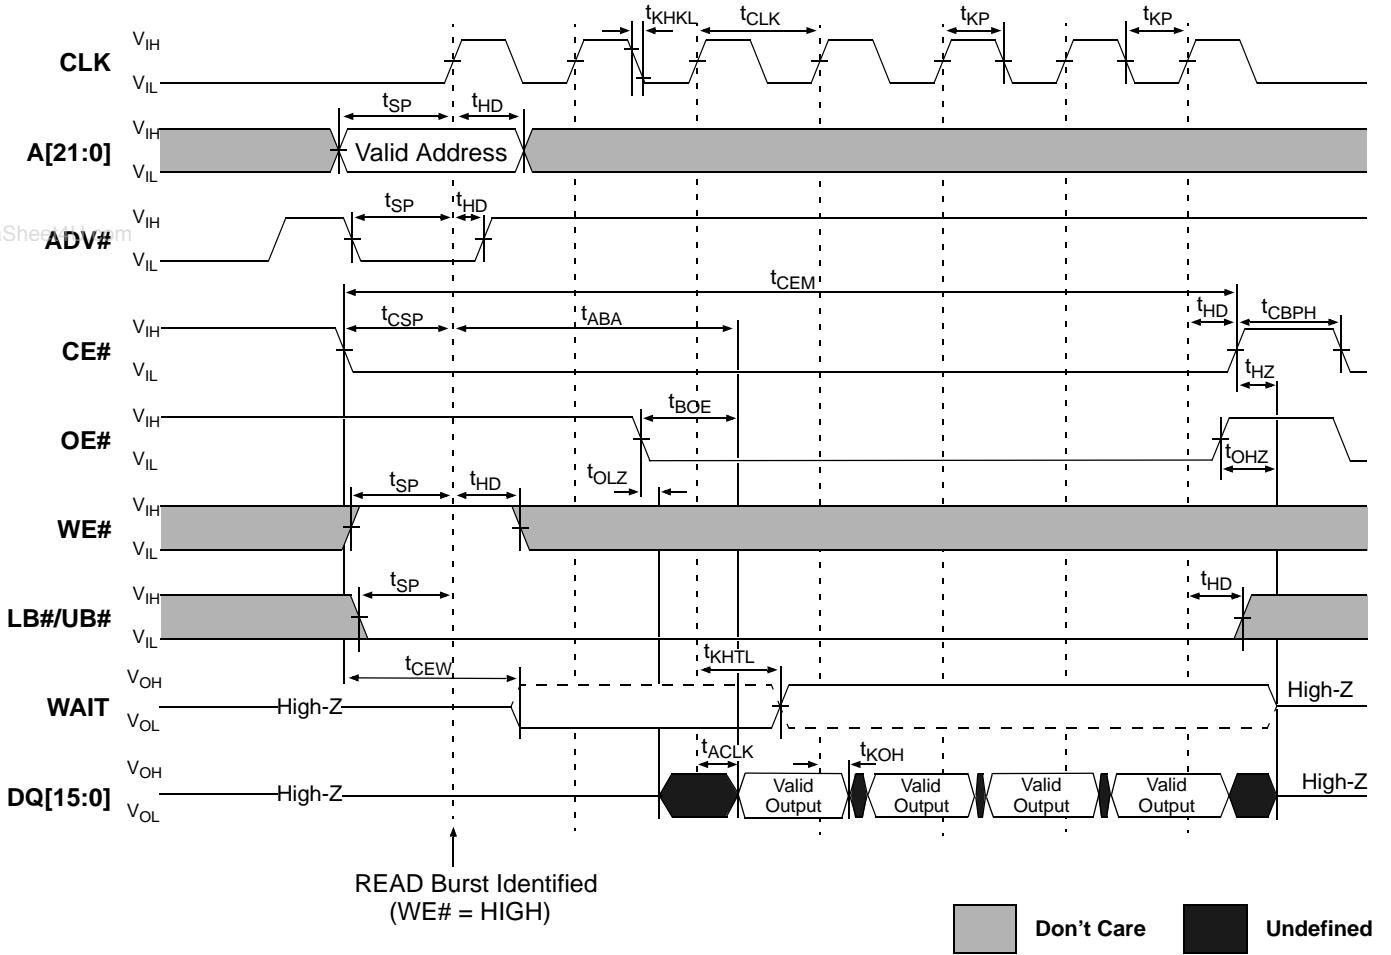 tKHKL tCLK tKP tKP
CLK VIH
VIL
tSP tHD
A[21:0] VIH
VIL
Valid Address
tSP tHD
ADV# VIH
VIL
tCEM
tCSP tABA tHD tCBPH
CE# VIH
VIL
tHZ
tBOE
OE# VIH
VIL
tOLZ tOHZ
tSP tHD
WE# VIH
VIL
tSP tHD
LB#/UB# VIH
VIL
tCEW tKHTL
WAIT VOH
VOL
High-Z High-Z
tACLK tKOH
DQ[15:0] VOH
VOL
High-Z Valid Valid Valid Valid High-Z
Output Output Output Output
READ Burst Identified
(WE# = HIGH)
Don't Care Undefined